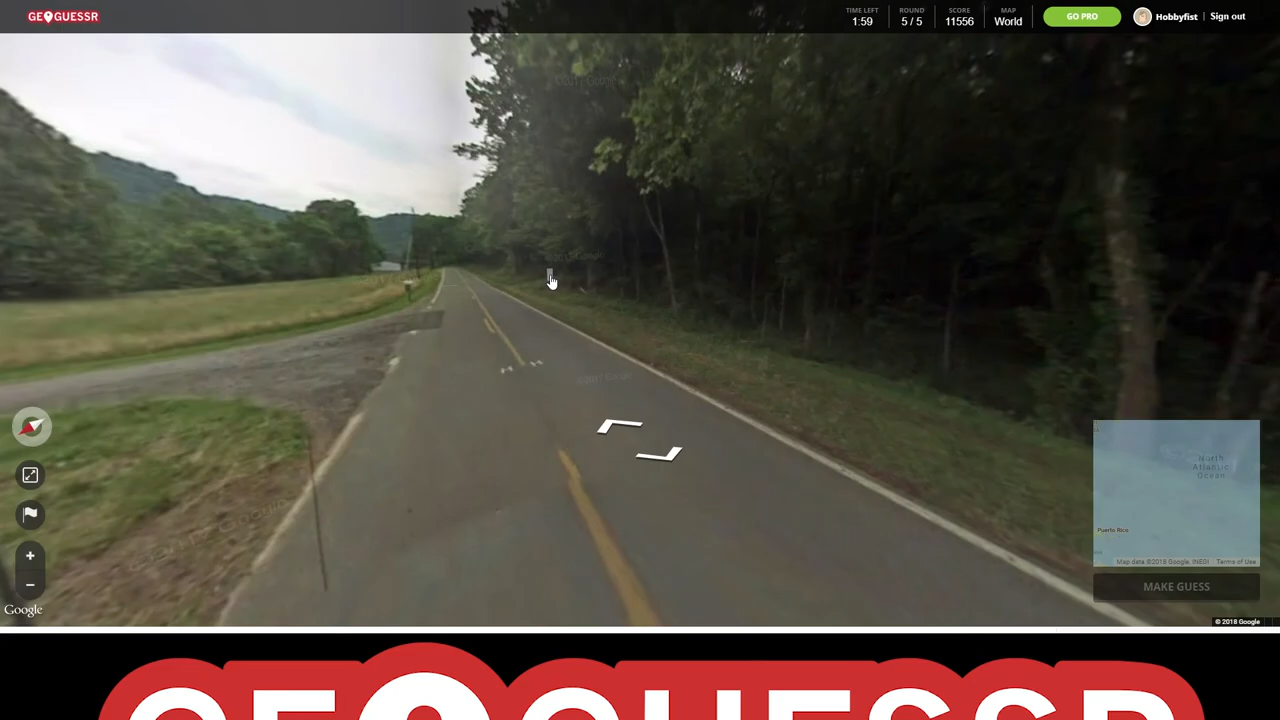 GEOGUESSR
TIME LEFT
1:59
ROUND
5 / 5
SCORE
11556
MAP
World
GO PRO
Hobbyfist
Sign out
North
Atlantic
Ocean
Puerto Rico
Map data ©2018 Google, INEGI
Terms of Use
MAKE GUESS
Google
© 2018 Google
GEOGUESSR